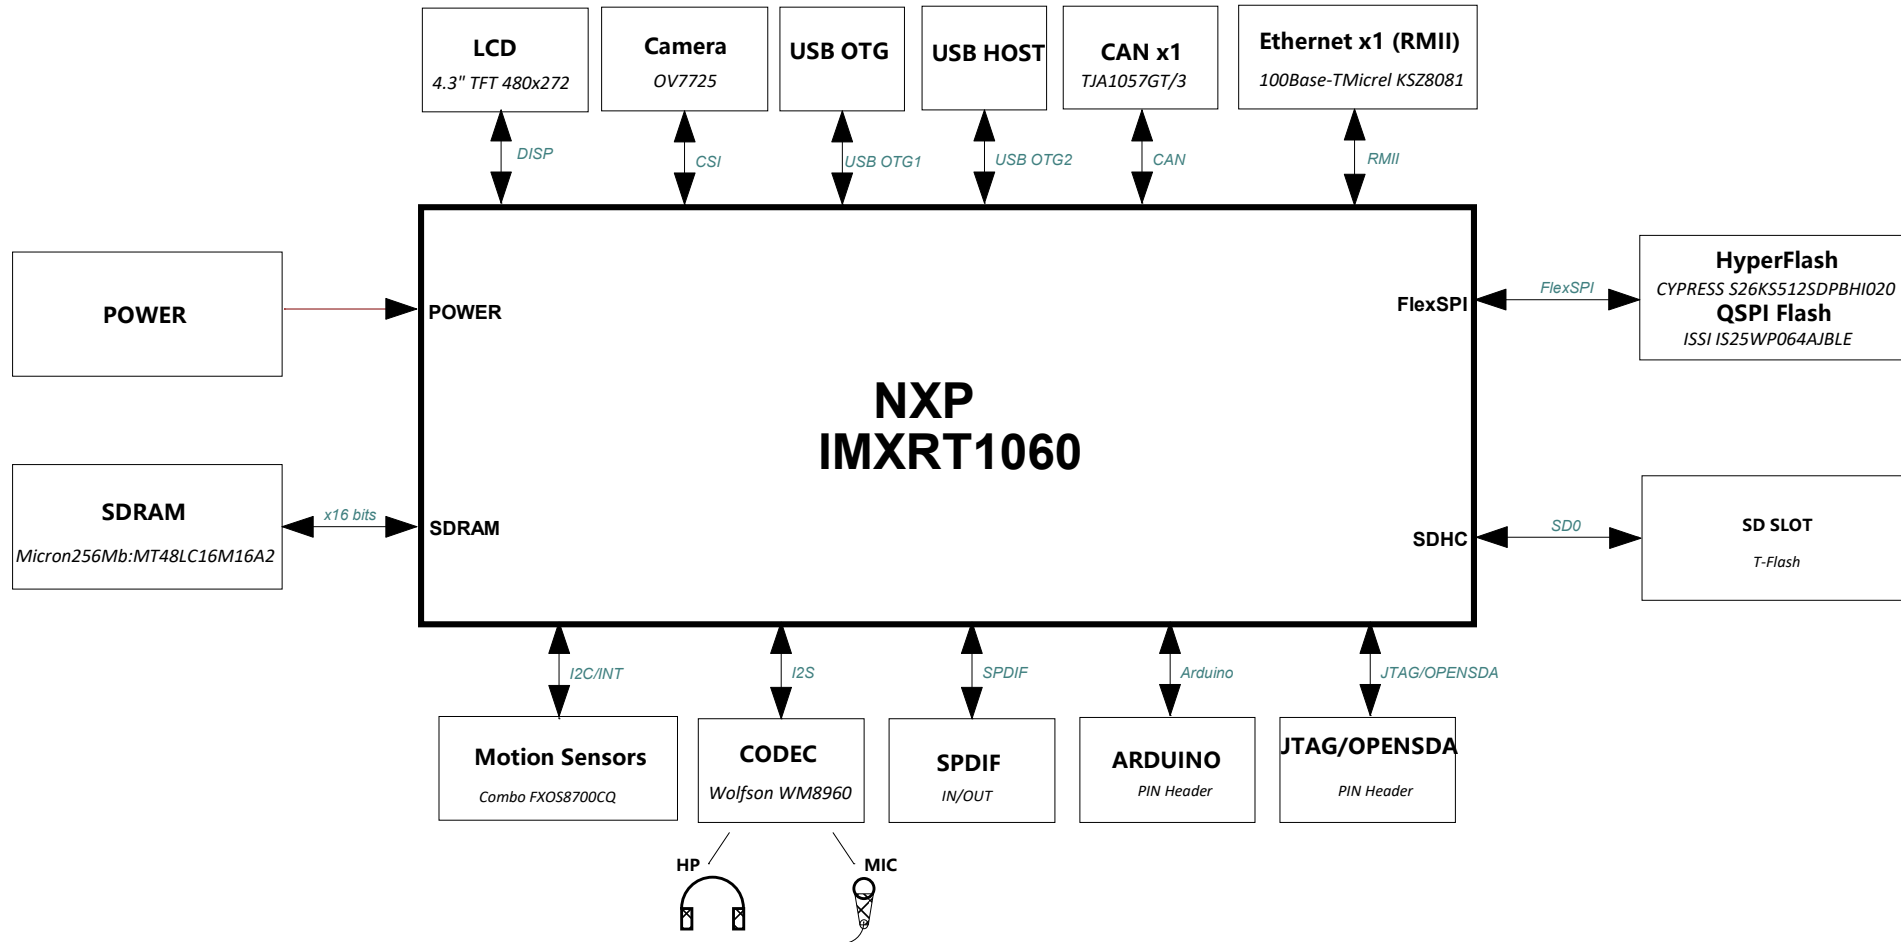 LCD
4.3" TFT 480x272
Camera
OV7725
USB OTG
USB HOST
CAN x1
TJA1057GT/3
Ethernet x1 (RMII)
100Base-TMicrel KSZ8081
DISP
CSI
USB OTG1
USB OTG2
CAN
RMII
POWER
POWER
FlexSPI
FlexSPI
HyperFlash
CYPRESS S26KS512SDPBHI020
QSPI Flash
ISSI IS25WP064AJBLE
NXP
IMXRT1060
SDRAM
Micron256Mb:MT48LC16M16A2
x16 bits
SDRAM
SDHC
SD0
SD SLOT
T-Flash
I2C/INT
I2S
SPDIF
Arduino
JTAG/OPENSDA
Motion Sensors
Combo FXOS8700CQ
CODEC
Wolfson WM8960
SPDIF
IN/OUT
ARDUINO
PIN Header
JTAG/OPENSDA
PIN Header
HP
MIC